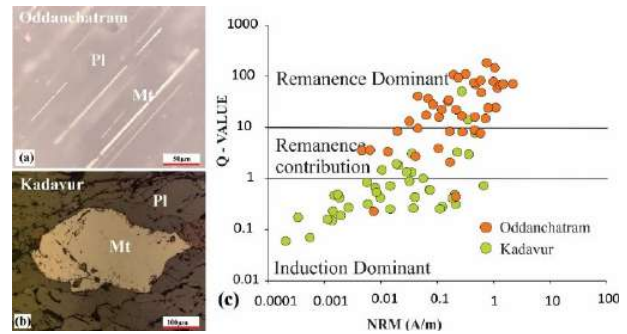 Oddanchatram
Pl
Mt
(a)
50µm
Kadavur
Pl
Mt
(b)
100µm
Q - VALUE
1000
100
10
1
0.1
0.01
Remanence Dominant
Remanence
contribution
Induction Dominant
Oddanchatram
Kadavur
(c)
0.0001
0.001
0.01
0.1
1
10
100
NRM (A/m)